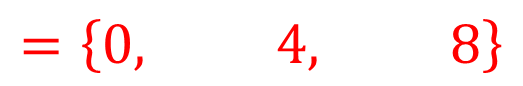 = {0, 4, 8}